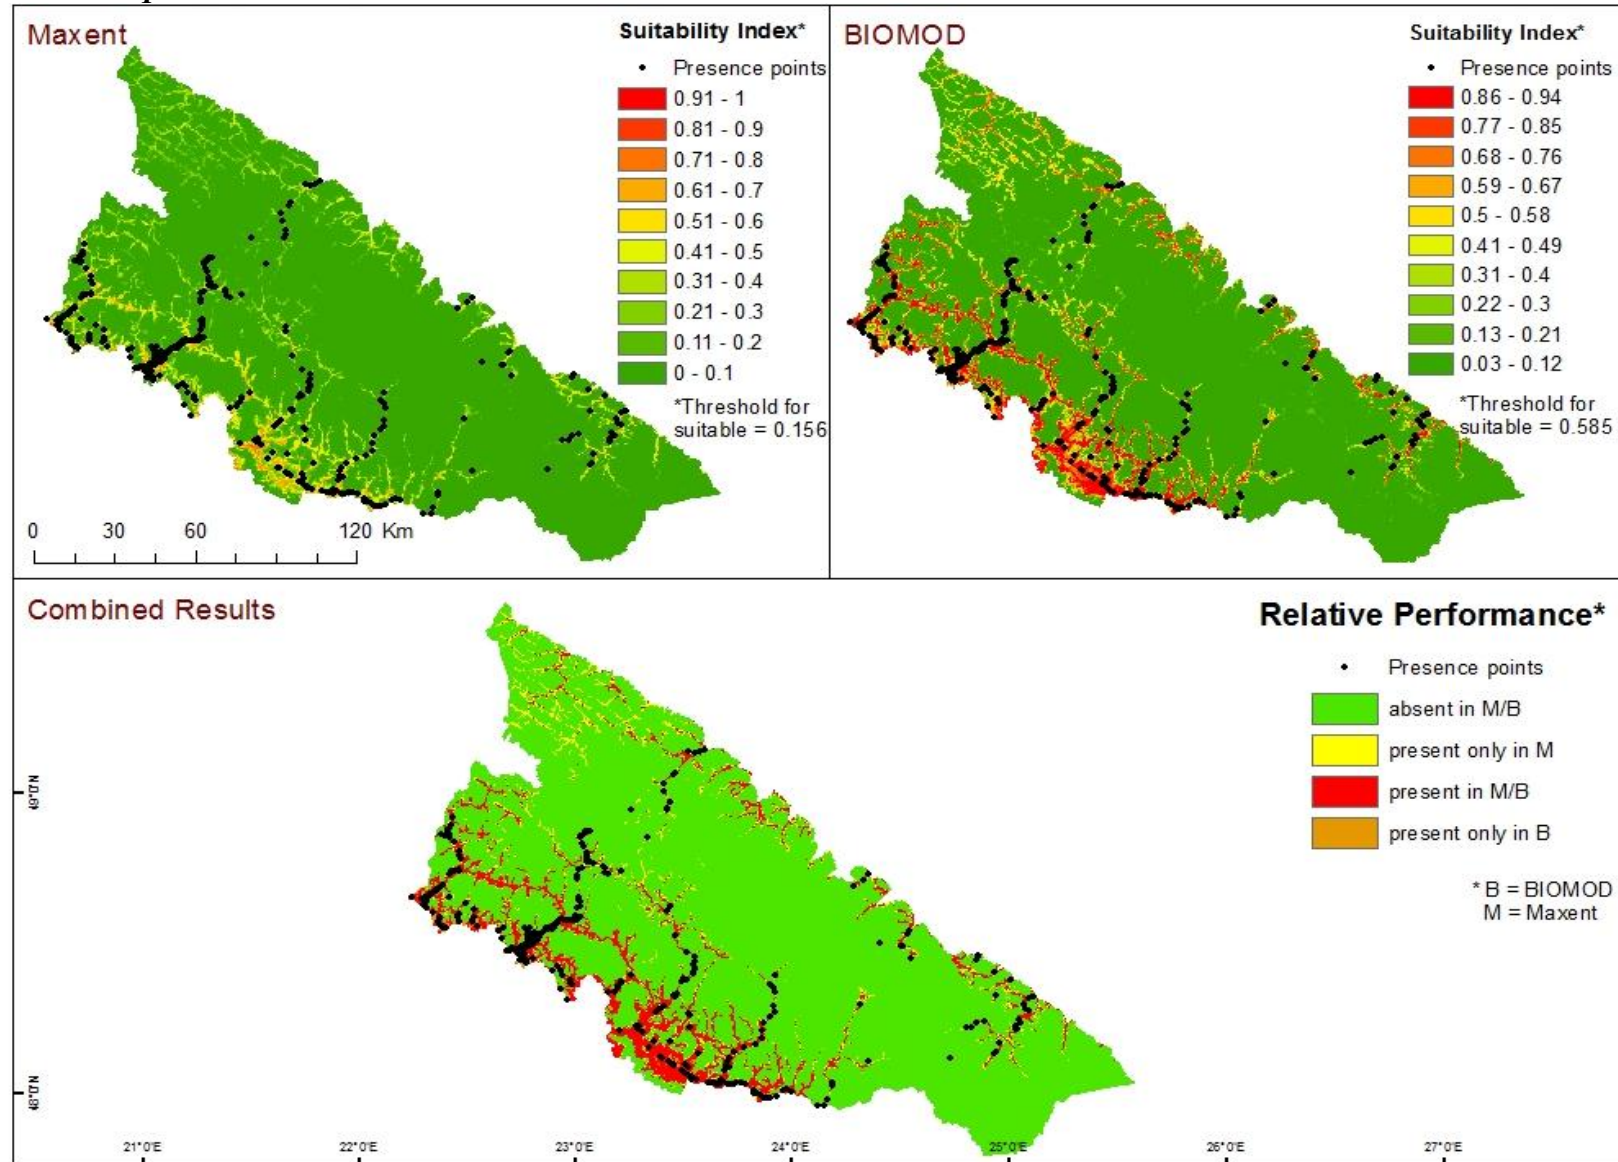 Maxent
Suitability Index*
Presence points
0.91 - 1
0.81 - 0.9
0.71 - 0.8
0.61 - 0.7
0.51 - 0.6
0.41 - 0.5
0.31 - 0.4
0.21 - 0.3
0.11 - 0.2
0 - 0.1
*Threshold for
suitable = 0.156
0 30 60 120 Km
BIOMOD
Suitability Index*
Presence points
0.86 - 0.94
0.77 - 0.85
0.68 - 0.76
0.59 - 0.67
0.5 - 0.58
0.41 - 0.49
0.31 - 0.4
0.22 - 0.3
0.13 - 0.21
0.03 - 0.12
*Threshold for
suitable = 0.585
Combined Results
Relative Performance*
Presence points
absent in M/B
present only in M
present in M/B
present only in B
* B = BIOMOD
M = Maxent
49°0'N
48°0'N
21°0'E 22°0'E 23°0'E 24°0'E 25°0'E 26°0'E 27°0'E